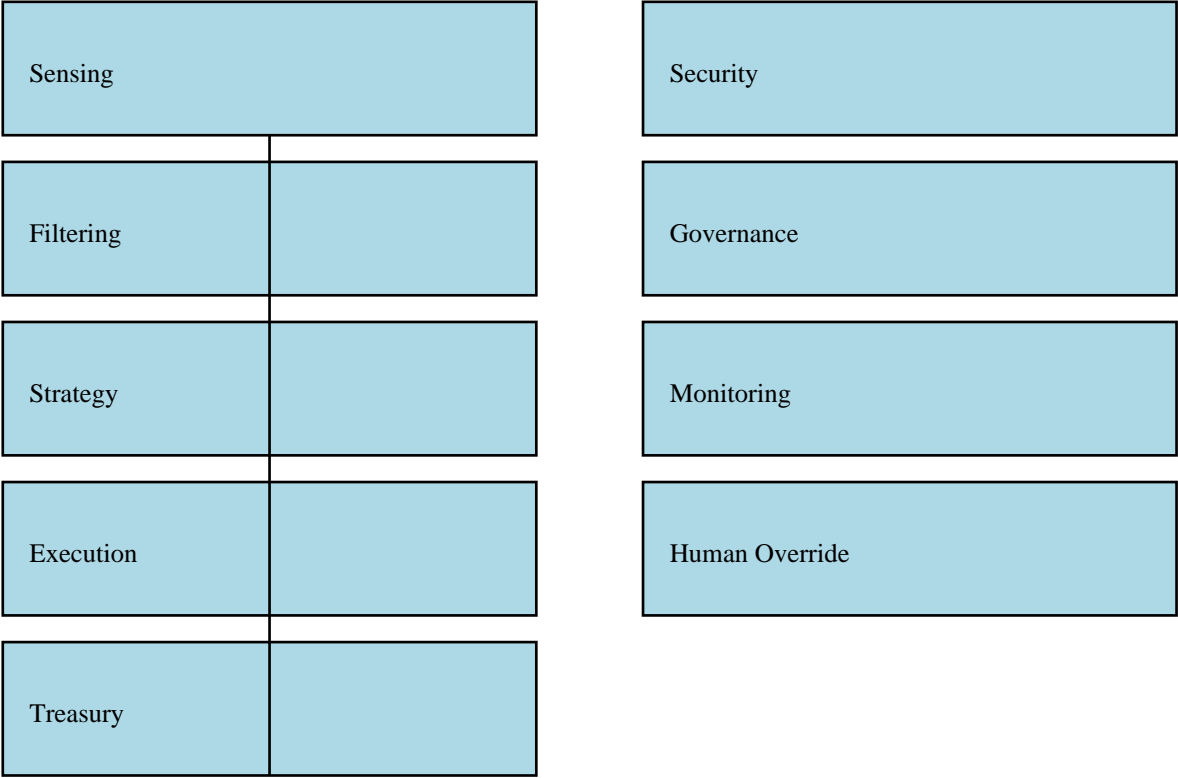 Sensing
Filtering
Strategy
Execution
Treasury
Security
Governance
Monitoring
Human Override